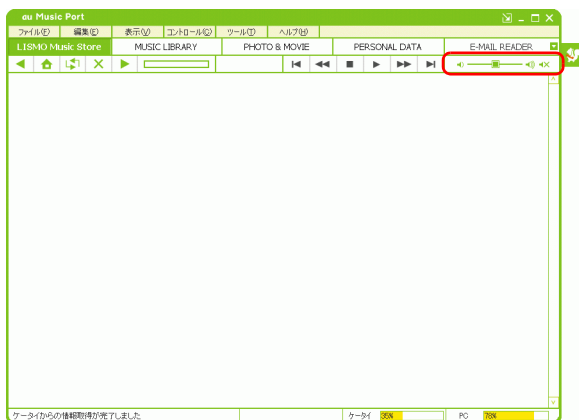 au Music Port
ファイル(F) 編集(E) 表示(V) コントロール(C) ツール(T) ヘルプ(H)
LISMO Music Store MUSIC LIBRARY PHOTO & MOVIE PERSONAL DATA E-MAIL READER
ケータイからの情報取得が完了しました ケータイ 35% PC 78%